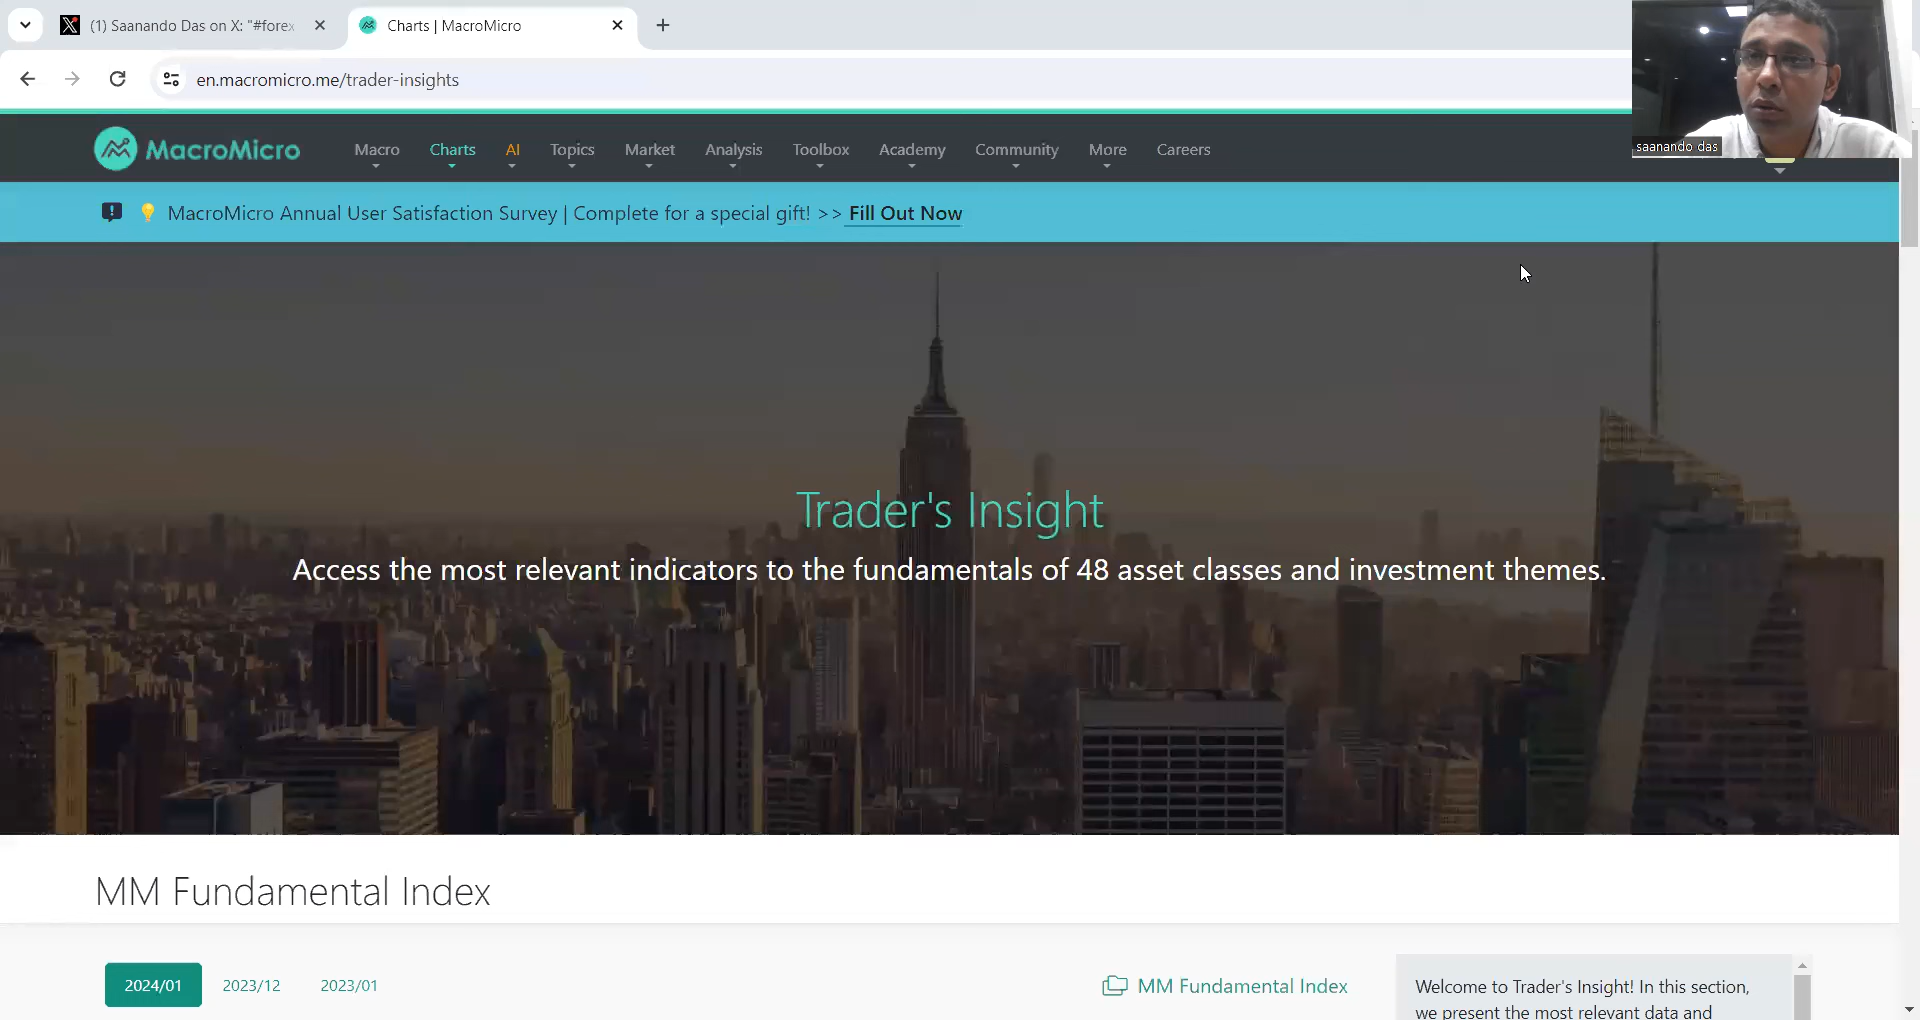 (1) Saanando Das on X: "#forex
Charts | MacroMicro
en.macromicro.me/trader-insights
saanando das
MacroMicro
Macro
Charts
AI
Topics
Market
Analysis
Toolbox
Academy
Community
More
Careers
MacroMicro Annual User Satisfaction Survey | Complete for a special gift! >> Fill Out Now
Trader's Insight
Access the most relevant indicators to the fundamentals of 48 asset classes and investment themes.
MM Fundamental Index
2024/01
2023/12
2023/01
MM Fundamental Index
Welcome to Trader's Insight! In this section,
we present the most relevant data and